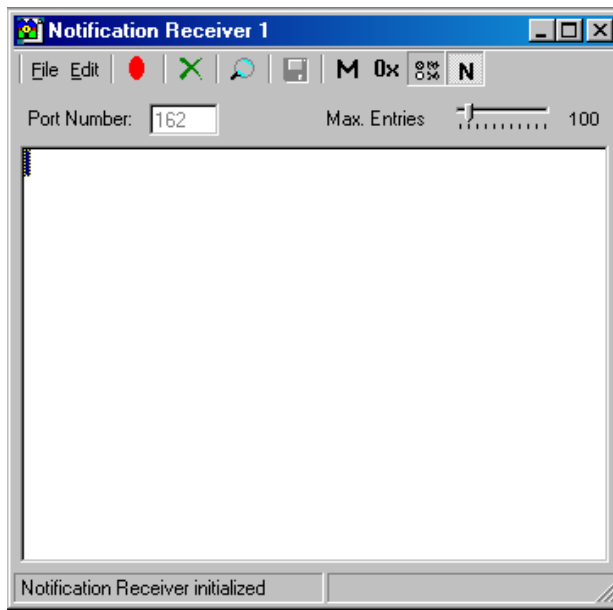 Notification Receiver 1
File Edit M 0x N
Port Number: 162 Max. Entries 100
Notification Receiver initialized